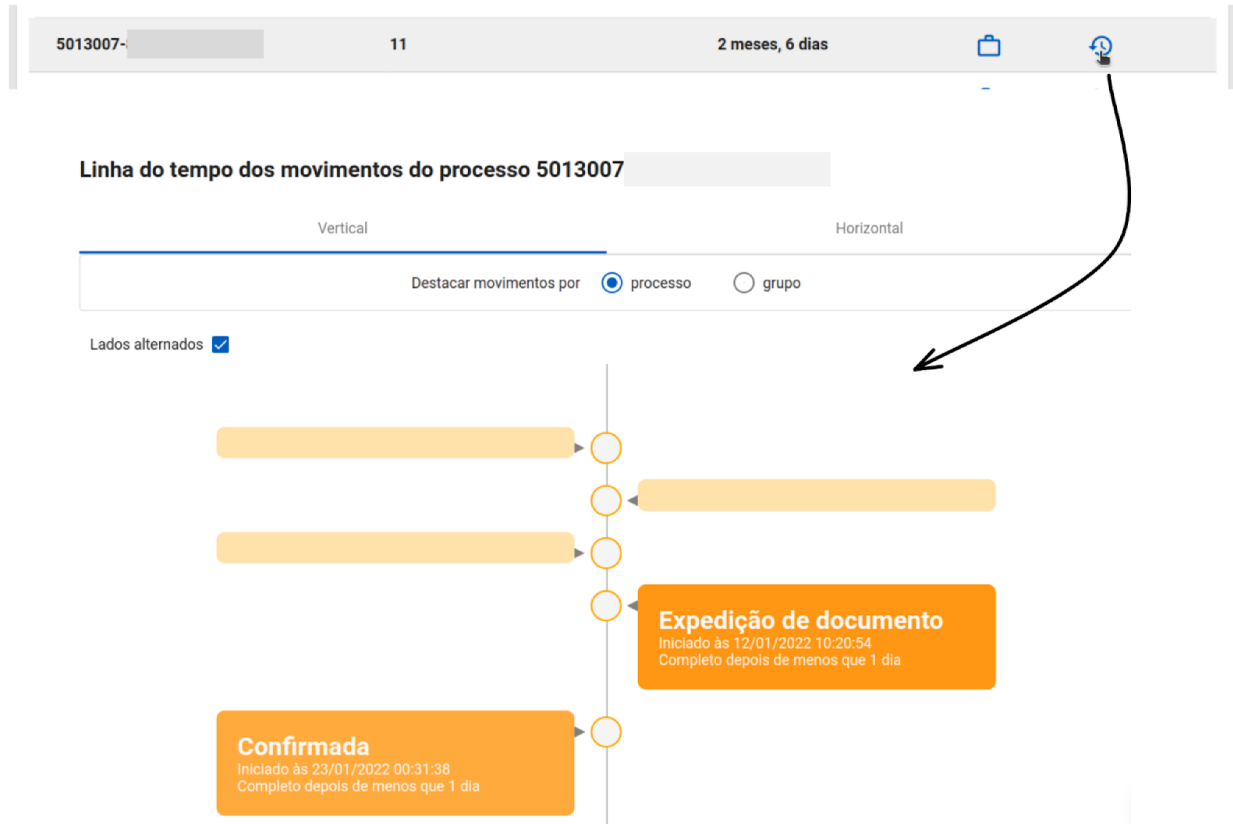 5013007- 11 2 meses, 6 dias
Linha do tempo dos movimentos do processo 5013007
Vertical Horizontal
Destacar movimentos por processo grupo
Lados alternados
Expedição de documento
Iniciado às 12/01/2022 10:20:54
Completo depois de menos que 1 dia
Confirmada
Iniciado às 23/01/2022 00:31:38
Completo depois de menos que 1 dia